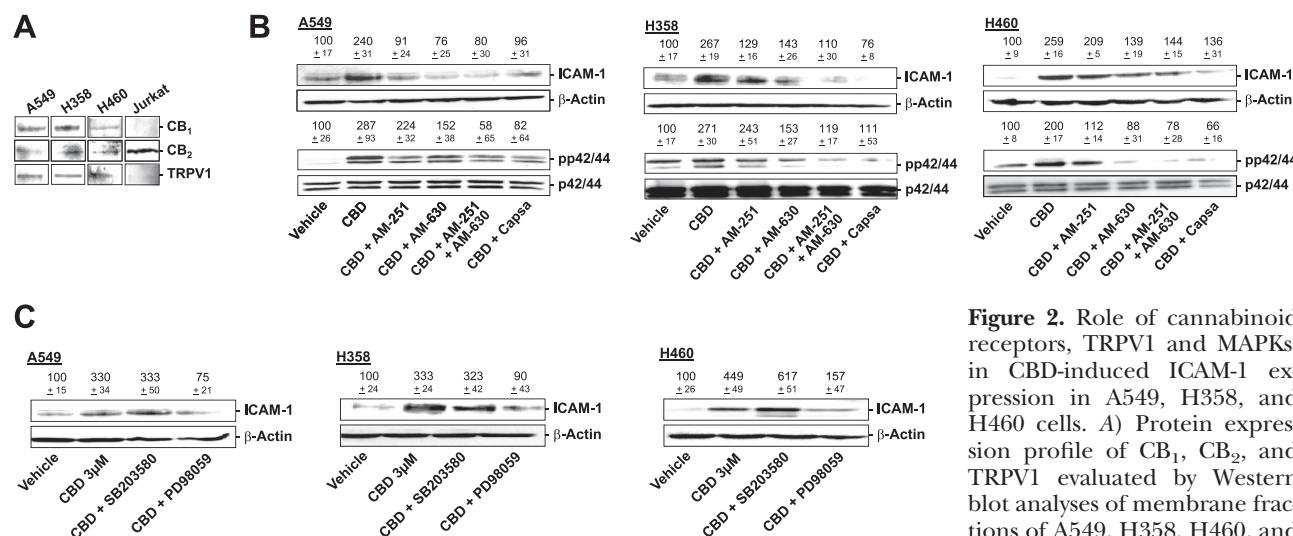 A
A549 H358 H460 Jurkat
CB1
CB2
TRPV1
B
A549
100 240 91 76 80 96
± 17 ± 31 ± 24 ± 25 ± 30 ± 31
ICAM-1
β-Actin
100 287 224 152 58 82
± 26 ± 93 ± 32 ± 38 ± 65 ± 64
pp42/44
p42/44
Vehicle
CBD
CBD + AM-251
CBD + AM-630
CBD + AM-251
+ AM-630
CBD + Capsa
H358
100 267 129 143 110 76
± 17 ± 19 ± 16 ± 26 ± 30 ± 8
ICAM-1
β-Actin
100 271 243 153 119 111
± 17 ± 30 ± 51 ± 27 ± 17 ± 53
pp42/44
p42/44
Vehicle
CBD
CBD + AM-251
CBD + AM-630
CBD + AM-251
+ AM-630
CBD + Capsa
H460
100 259 209 139 144 136
± 9 ± 16 ± 5 ± 19 ± 15 ± 31
ICAM-1
β-Actin
100 200 112 88 78 66
± 8 ± 17 ± 14 ± 31 ± 28 ± 16
pp42/44
p42/44
Vehicle
CBD
CBD + AM-251
CBD + AM-630
CBD + AM-251
+ AM-630
CBD + Capsa
C
A549
100 330 333 75
± 15 ± 34 ± 50 ± 21
ICAM-1
β-Actin
Vehicle
CBD 3µM
CBD + SB203580
CBD + PD98059
H358
100 333 323 90
± 24 ± 24 ± 42 ± 43
ICAM-1
β-Actin
Vehicle
CBD 3µM
CBD + SB203580
CBD + PD98059
H460
100 449 617 157
± 26 ± 49 ± 51 ± 47
ICAM-1
β-Actin
Vehicle
CBD 3µM
CBD + SB203580
CBD + PD98059
Figure 2. Role of cannabinoid
receptors, TRPV1 and MAPKs
in CBD-induced ICAM-1 ex-
pression in A549, H358, and
H460 cells. A) Protein expres-
sion profile of CB1, CB2, and
TRPV1 evaluated by Western
blot analyses of membrane frac-
tions of A549, H358, H460, and